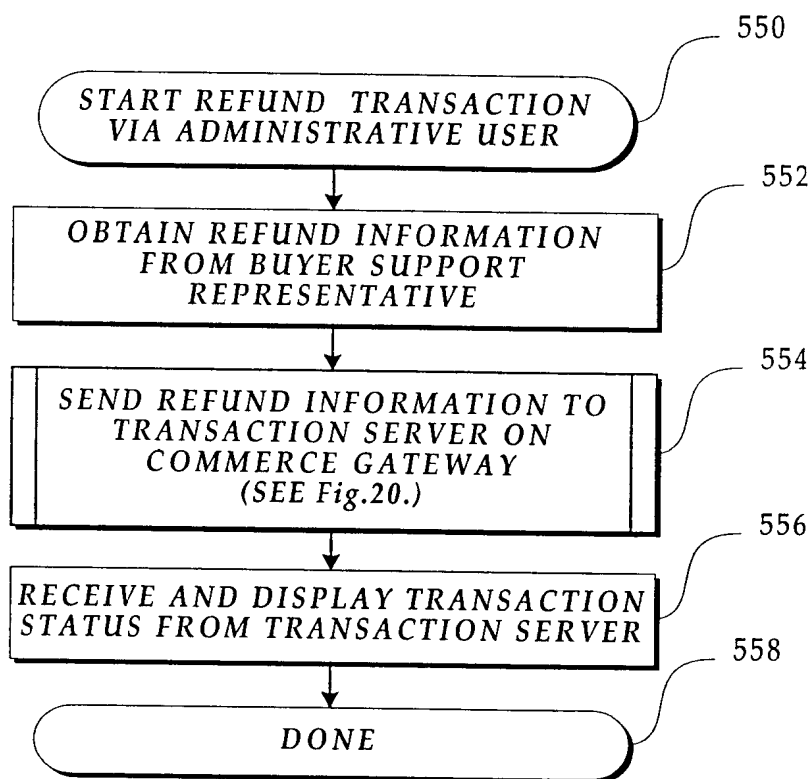 550
START REFUND TRANSACTION
VIA ADMINISTRATIVE USER
552
OBTAIN REFUND INFORMATION
FROM BUYER SUPPORT
REPRESENTATIVE
554
SEND REFUND INFORMATION TO
TRANSACTION SERVER ON
COMMERCE GATEWAY
(SEE Fig.20.)
556
RECEIVE AND DISPLAY TRANSACTION
STATUS FROM TRANSACTION SERVER
558
DONE